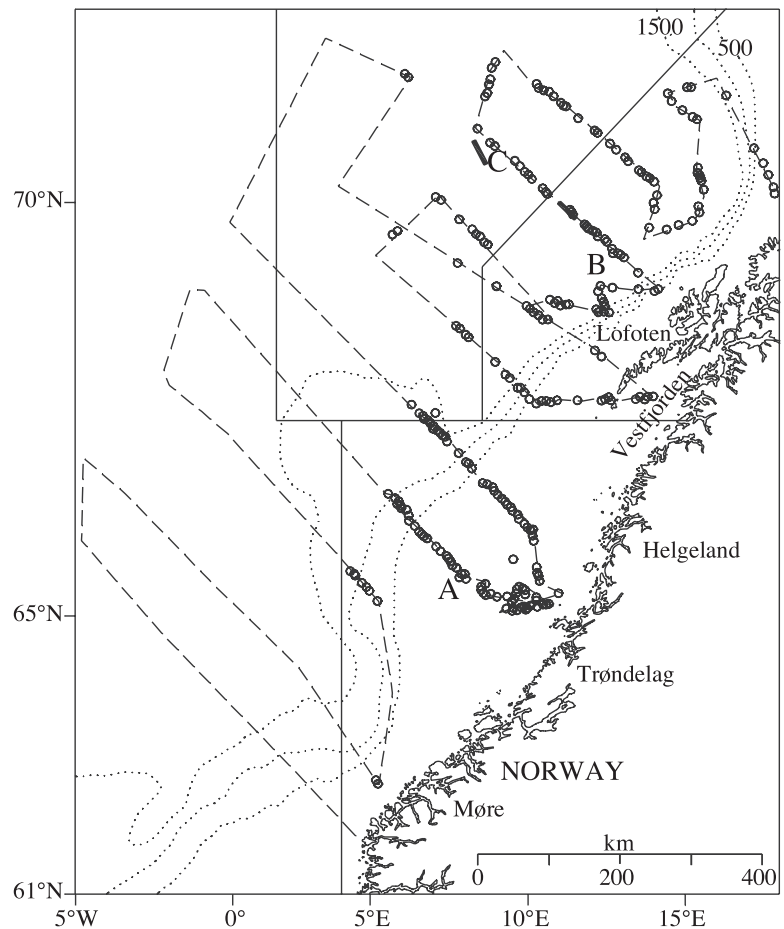 1500
500
C
70°N
B
Lofoten
Vestfjorden
Helgeland
A
65°N
Trøndelag
NORWAY
Møre
km
0 200 400
61°N
5°W 0° 5°E 10°E 15°E